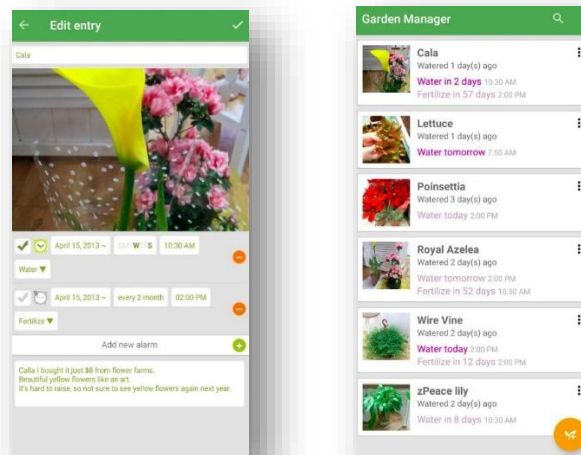 Edit entry
Cala
April 15, 2013 ~ SMTWTFS 10:30 AM
Water ▼
April 15, 2013 ~ every 2 month 02:00 PM
Fertilize ▼
Add new alarm
Calla I bought it just $8 from flower farms.
Beautiful yellow flowers like an art.
It's hard to raise, so not sure to see yellow flowers again next year.
Garden Manager
Cala
Watered 1 day(s) ago
Water in 2 days 10:30 AM
Fertilize in 57 days 2:00 PM
Lettuce
Watered 1 day(s) ago
Water tomorrow 7:50 AM
Poinsettia
Watered 3 day(s) ago
Water today 2:00 PM
Royal Azelea
Watered 2 day(s) ago
Water tomorrow 2:00 PM
Fertilize in 52 days 10:30 AM
Wire Vine
Watered 2 day(s) ago
Water today 2:00 PM
Fertilize in 12 days 2:00 PM
zPeace lily
Watered 2 day(s) ago
Water in 8 days 10:30 AM